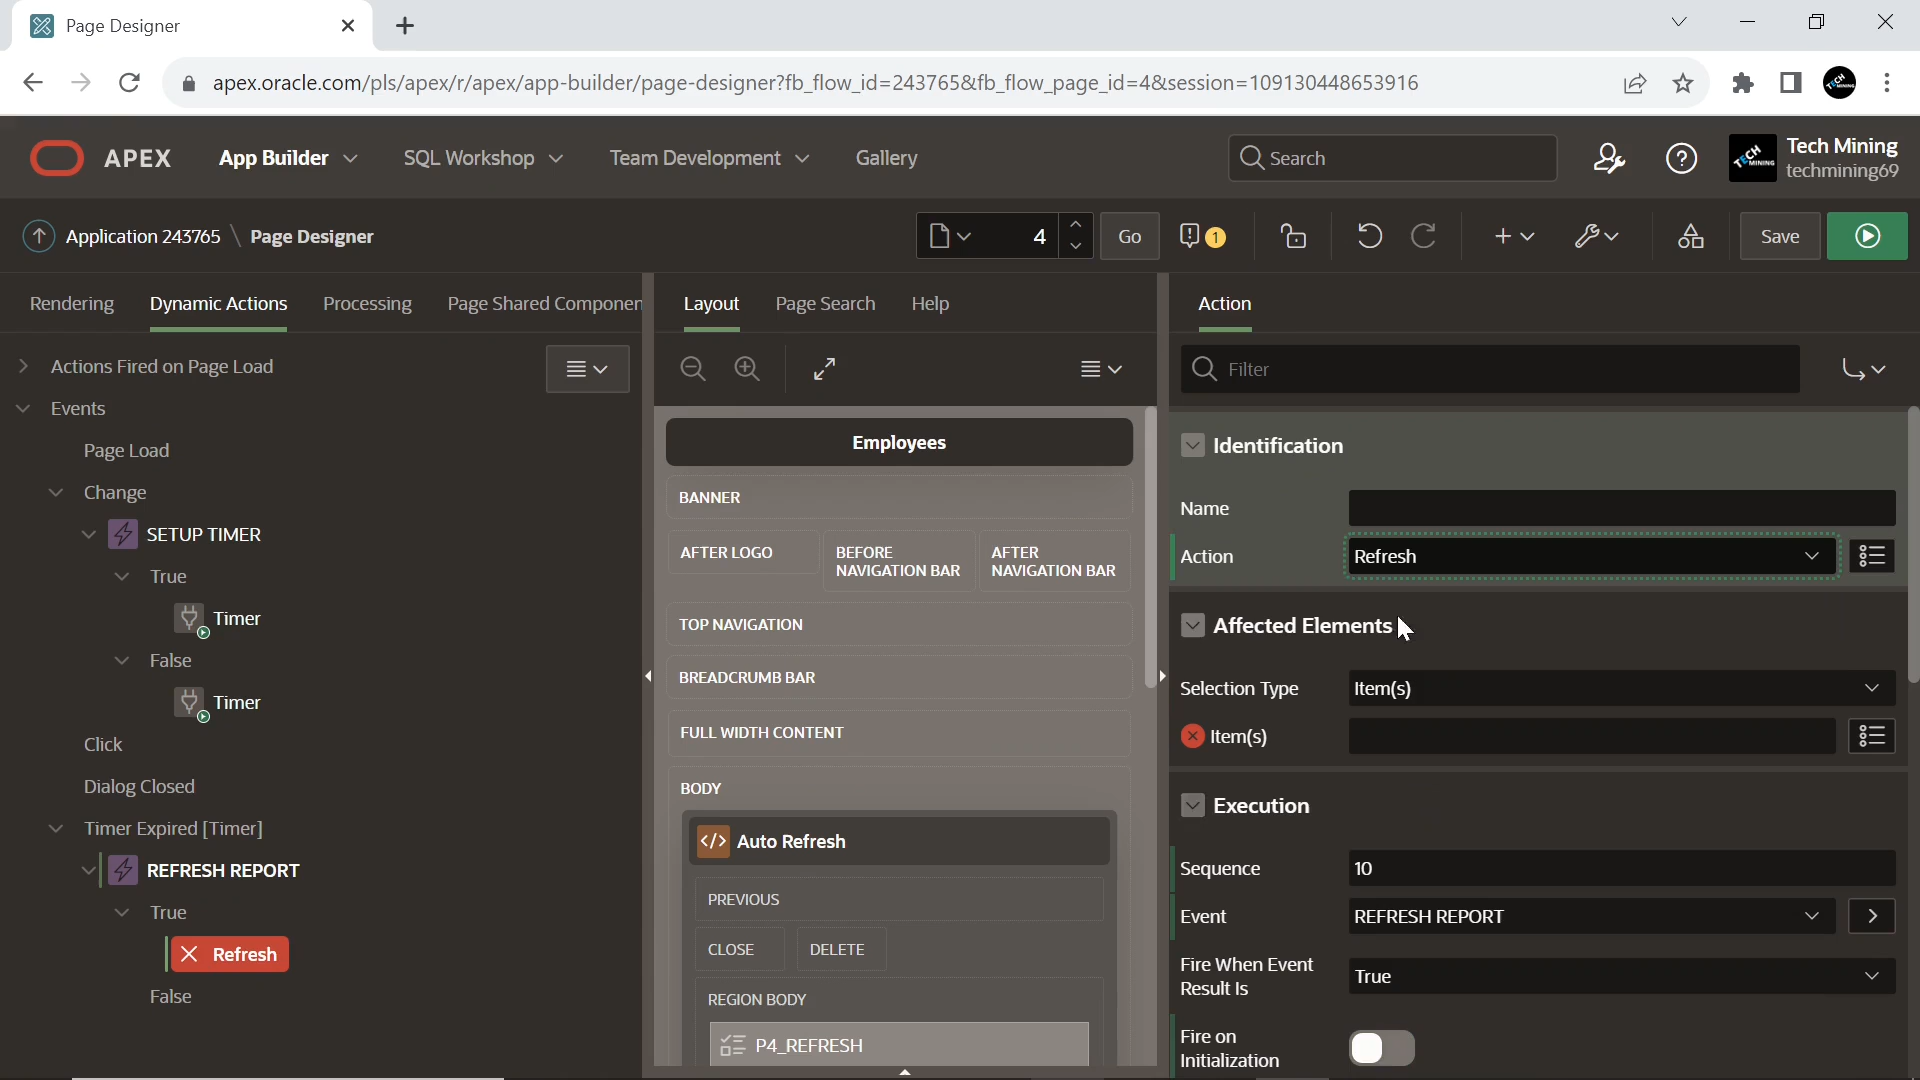 Page Designer
apex.oracle.com/pls/apex/r/apex/app-builder/page-designer?fb_flow_id=243765&fb_flow_page_id=4&session=109130448653916
APEX
App Builder
SQL Workshop
Team Development
Gallery
Search
TECH MINING
Tech Mining
techmining69
Application 243765 \ Page Designer
4
Go
1
Save
Rendering
Dynamic Actions
Processing
Page Shared Componen
Actions Fired on Page Load
Events
Page Load
Change
SETUP TIMER
True
Timer
False
Timer
Click
Dialog Closed
Timer Expired [Timer]
REFRESH REPORT
True
Refresh
False
Layout
Page Search
Help
Employees
BANNER
AFTER LOGO
BEFORE
NAVIGATION BAR
AFTER
NAVIGATION BAR
TOP NAVIGATION
BREADCRUMB BAR
FULL WIDTH CONTENT
BODY
Auto Refresh
PREVIOUS
CLOSE
DELETE
REGION BODY
P4_REFRESH
Action
Filter
Identification
Name
Action
Refresh
Affected Elements
Selection Type
Item(s)
Item(s)
Execution
Sequence
10
Event
REFRESH REPORT
Fire When Event
Result Is
True
Fire on
Initialization